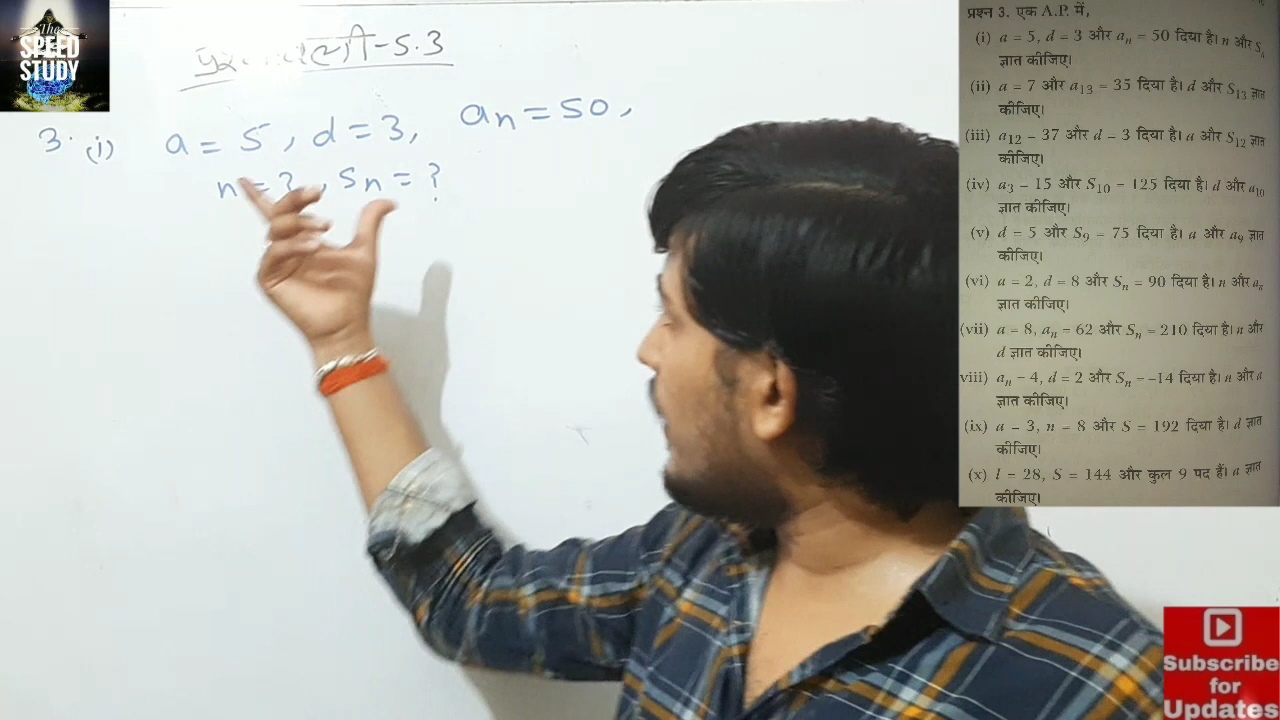 The
SPEED
STUDY
-5.3
3. (i) a = 5, d = 3, an = 50,
n = ?, Sn = ?
प्रश्न 3. एक A.P. में,
(i) a = 5, d = 3 और an = 50 दिया है। n और Sn
ज्ञात कीजिए।
(ii) a = 7 और a13 = 35 दिया है। d और S13 ज्ञात
कीजिए।
(iii) a12 = 37 और d = 3 दिया है। a और S12 ज्ञात
कीजिए।
(iv) a3 = 15 और S10 = 125 दिया है। d और a10
ज्ञात कीजिए।
(v) d = 5 और S9 = 75 दिया है। a और a9 ज्ञात
कीजिए।
(vi) a = 2, d = 8 और Sn = 90 दिया है। n और an
ज्ञात कीजिए।
(vii) a = 8, an = 62 और Sn = 210 दिया है। n और
d ज्ञात कीजिए।
viii) an = 4, d = 2 और Sn = -14 दिया है। n और a
ज्ञात कीजिए।
(ix) a = 3, n = 8 और S = 192 दिया है। d ज्ञात
कीजिए।
(x) l = 28, S = 144 और कुल 9 पद हैं। a ज्ञात
कीजिए।
Subscribe
for
Updates